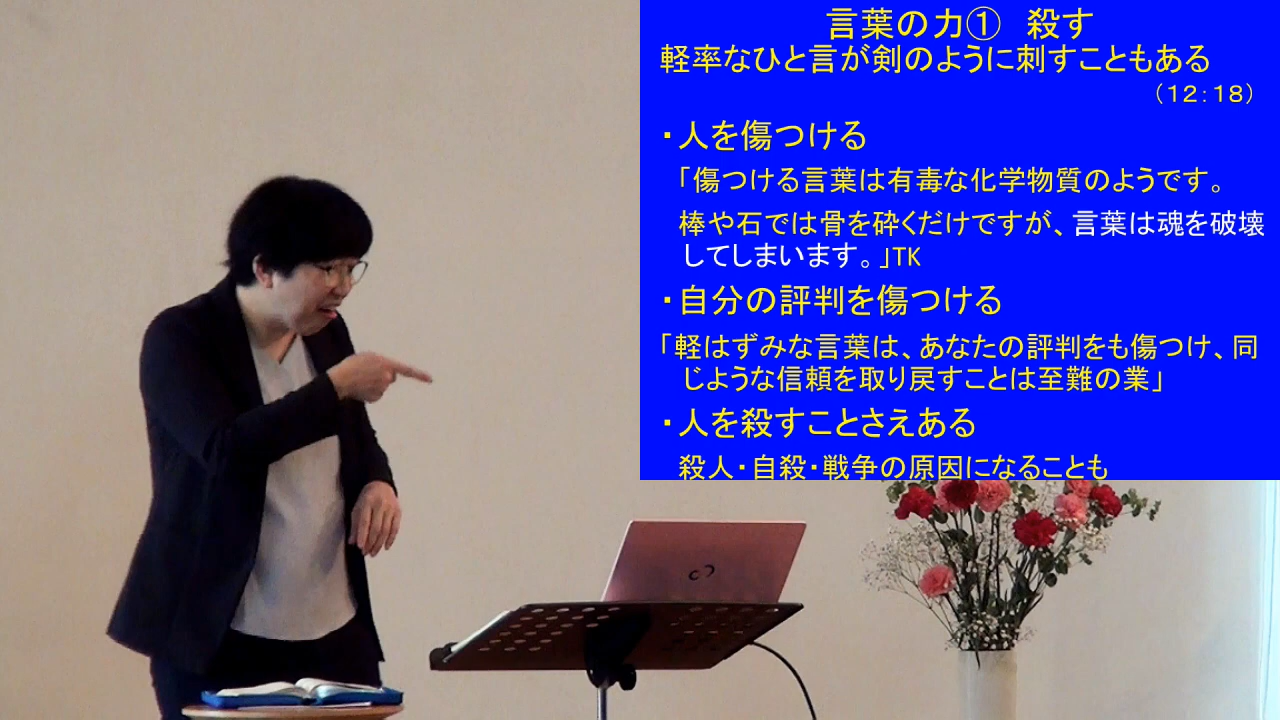 言葉の力① 殺す
軽率なひと言が剣のように刺すこともある
（１２：１８）
・人を傷つける
「傷つける言葉は有毒な化学物質のようです。
棒や石では骨を砕くだけですが、言葉は魂を破壊
してしまいます。」TK
・自分の評判を傷つける
「軽はずみな言葉は、あなたの評判をも傷つけ、同
じような信頼を取り戻すことは至難の業」
・人を殺すことさえある
殺人・自殺・戦争の原因になることも